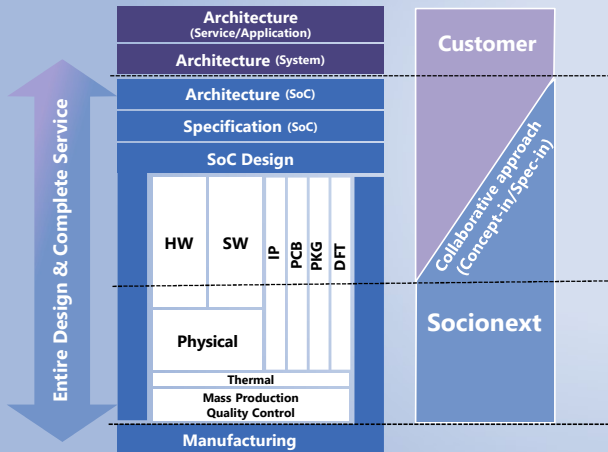 Architecture
(Service/Application)
Architecture (System)
Architecture (SoC)
Specification (SoC)
SoC Design
HW
SW
IP
PCB
PKG
DFT
Physical
Thermal
Mass Production
Quality Control
Manufacturing
Entire Design & Complete Service
Customer
Collaborative approach
(Concept-in/Spec-in)
Socionext